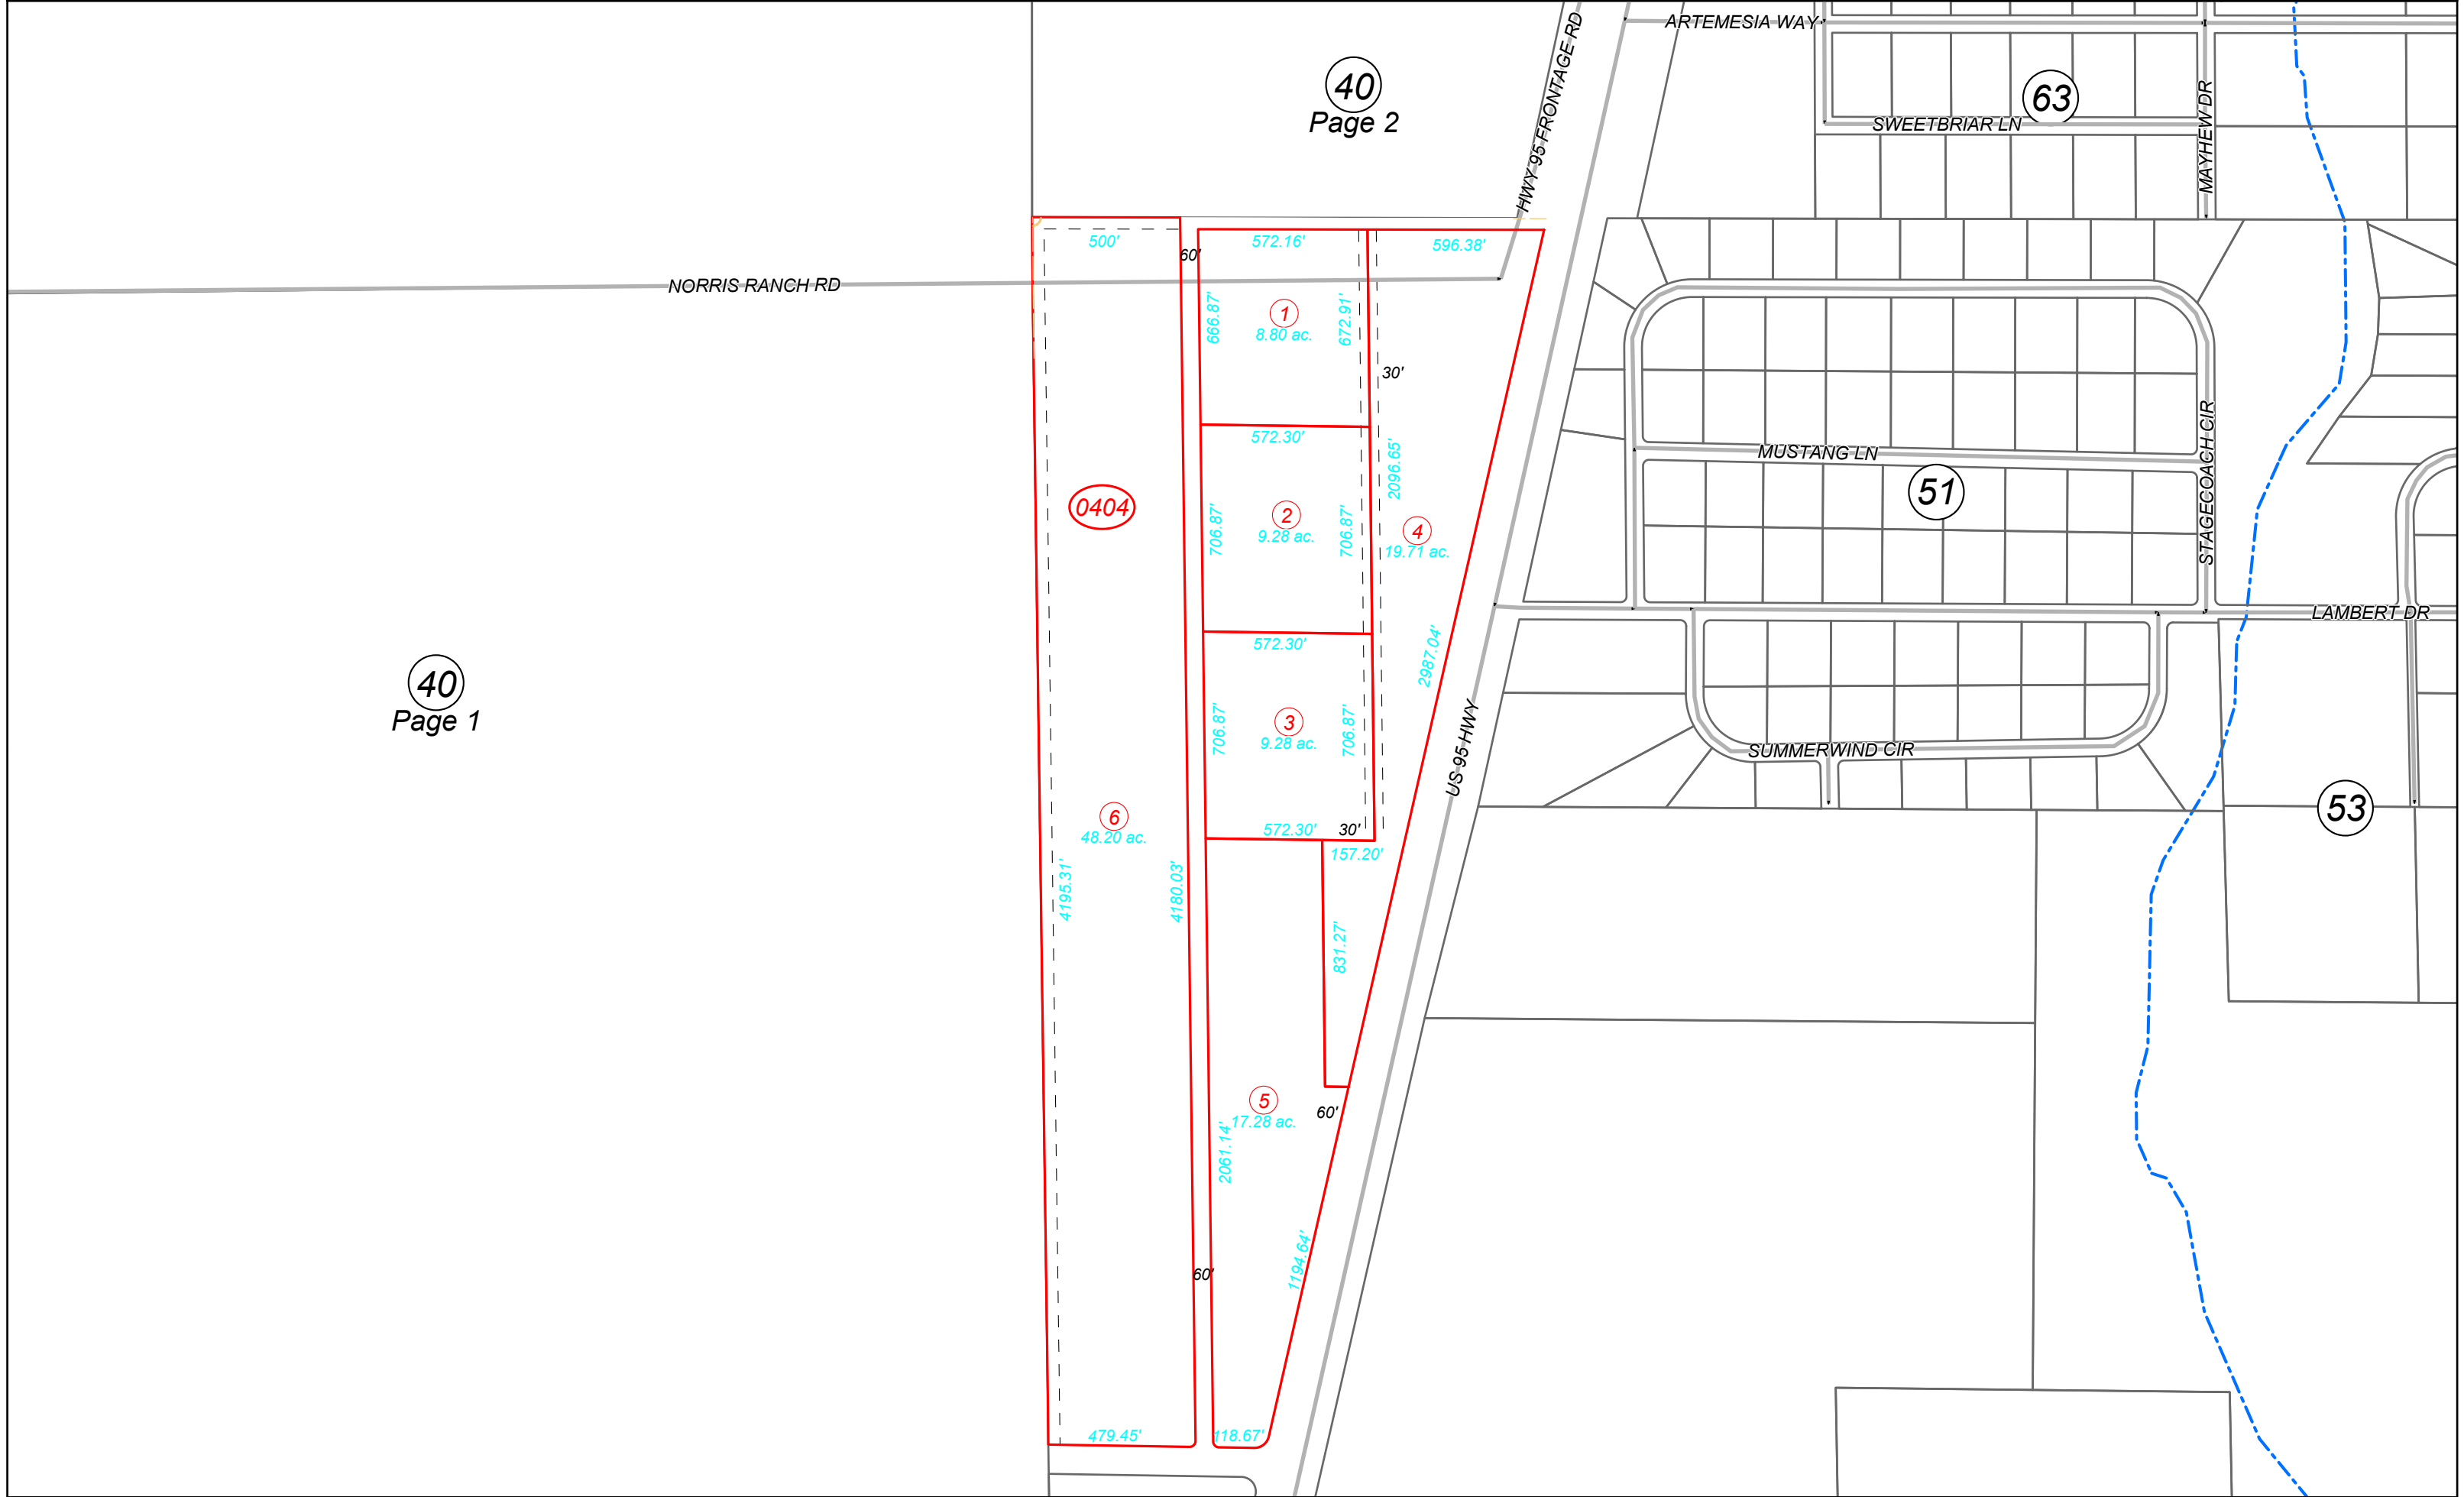 ARTEMESIA WAY
HWY 95 FRONTAGE RD
40
Page 2
63
SWEETBRIAR LN
MAYHEW DR
500'
60'
572.16'
596.38'
NORRIS RANCH RD
666.87'
1
8.80 ac.
672.91'
30'
572.30'
2096.65'
MUSTANG LN
STAGECOACH CIR
51
0404
706.87'
2
9.28 ac.
706.87'
4
19.71 ac.
LAMBERT DR
572.30'
2987.04'
40
Page 1
706.87'
3
9.28 ac.
706.87'
US 95 HWY
SUMMERWIND CIR
53
6
48.20 ac.
572.30'
30'
157.20'
4195.31'
4180.03'
831.27'
5
17.28 ac.
60'
2061.14'
1194.64'
60'
479.45'
118.67'